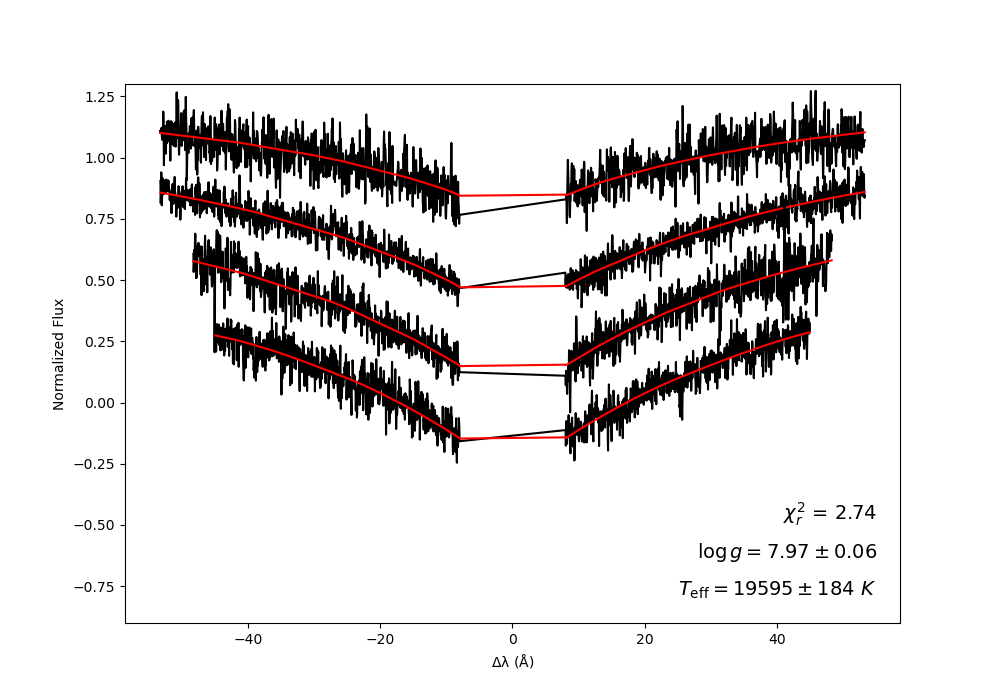 1.25
1.00
0.75
0.50
0.25
0.00
−0.25
−0.50
−0.75
Normalized Flux
χ²ᵣ = 2.74
log g = 7.97 ± 0.06
T_eff = 19595 ± 184 K
−40
−20
0
20
40
Δλ (Å)